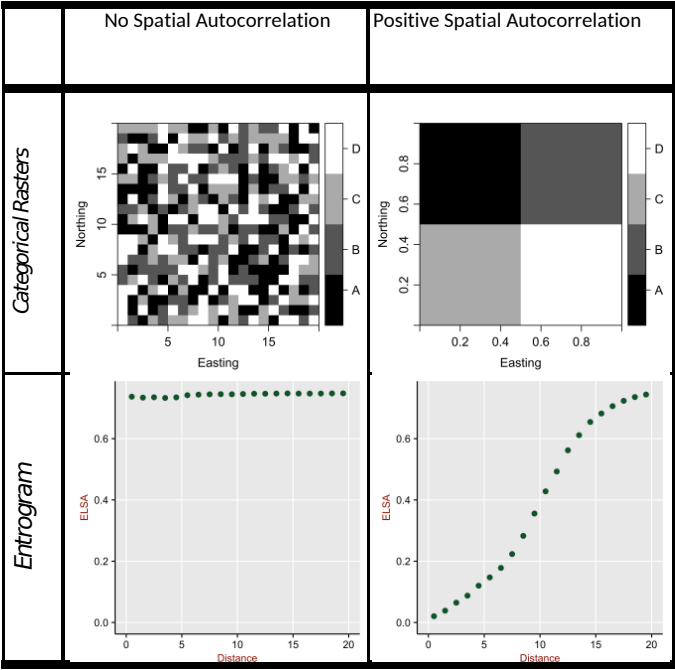 No Spatial Autocorrelation
Positive Spatial Autocorrelation
Categorical Rasters
Northing
15
10
5
5
10
15
Easting
D
C
B
A
Northing
0.8
0.6
0.4
0.2
0.2
0.4
0.6
0.8
Easting
D
C
B
A
Entrogram
ELSA
0.6
0.4
0.2
0.0
0
5
10
15
20
Distance
ELSA
0.6
0.4
0.2
0.0
0
5
10
15
20
Distance